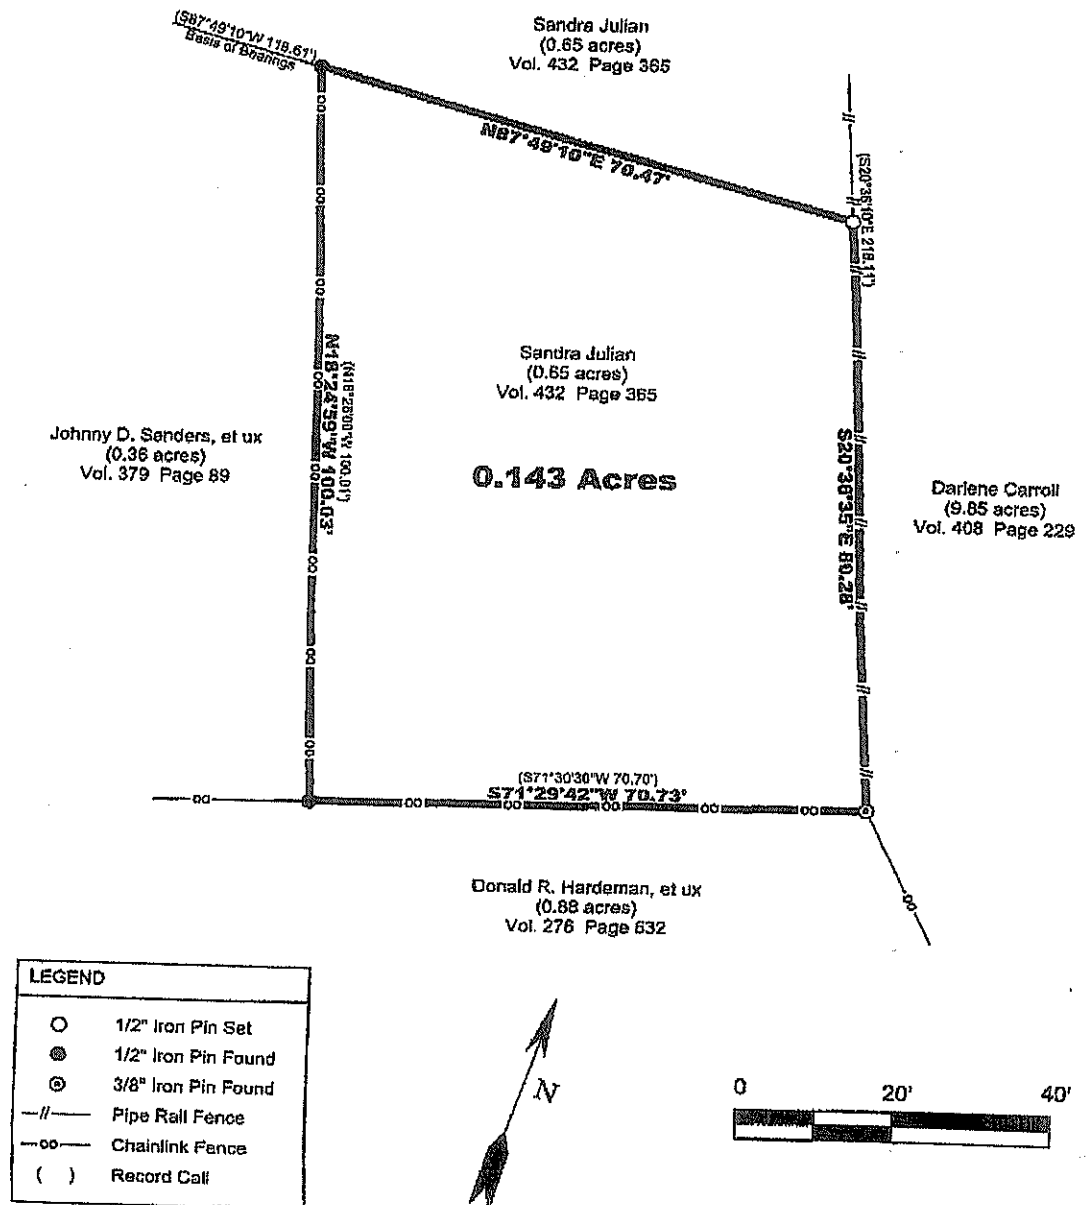 (S87°49'10"W 118.61')
Basis of Bearings
Sandra Julian
(0.65 acres)
Vol. 432 Page 365
N87°49'10"E 70.47'
(S20°35'10"E 218.11')
Sandra Julian
(0.65 acres)
Vol. 432 Page 365
0.143 Acres
Johnny D. Sanders, et ux
(0.36 acres)
Vol. 379 Page 89
N18°24'59"W 100.03'
Darlene Carroll
(9.85 acres)
Vol. 408 Page 229
(S71°30'30"W 70.70')
S71°29'42"W 70.73'
Donald R. Hardeman, et ux
(0.88 acres)
Vol. 276 Page 632
LEGEND
1/2" Iron Pin Set
1/2" Iron Pin Found
3/8" Iron Pin Found
Pipe Rail Fence
Chainlink Fence
( ) Record Call
N
0 20' 40'